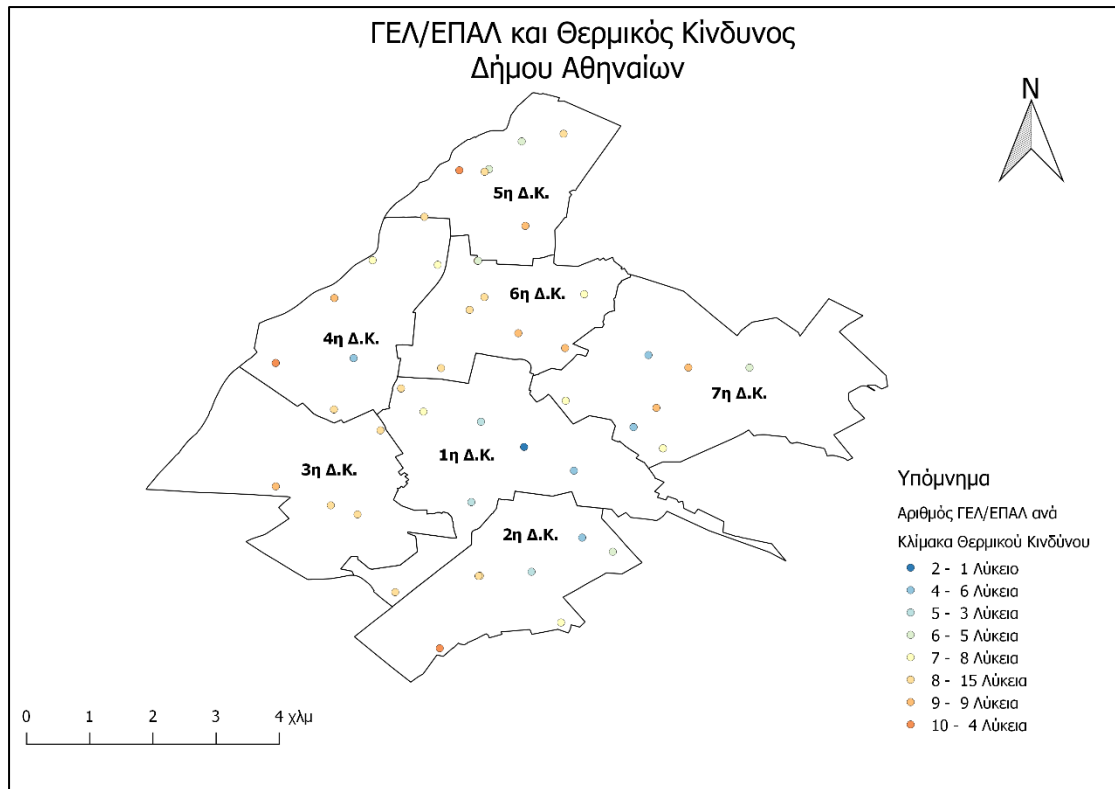 ΓΕΛ/ΕΠΑΛ και Θερμικός Κίνδυνος
Δήμου Αθηναίων
N
5η Δ.Κ.
6η Δ.Κ.
4η Δ.Κ.
7η Δ.Κ.
1η Δ.Κ.
3η Δ.Κ.
2η Δ.Κ.
Υπόμνημα
Αριθμός ΓΕΛ/ΕΠΑΛ ανά
Κλίμακα Θερμικού Κινδύνου
2 - 1 Λύκειο
4 - 6 Λύκεια
5 - 3 Λύκεια
6 - 5 Λύκεια
7 - 8 Λύκεια
8 - 15 Λύκεια
9 - 9 Λύκεια
10 - 4 Λύκεια
0 1 2 3 4 χλμ